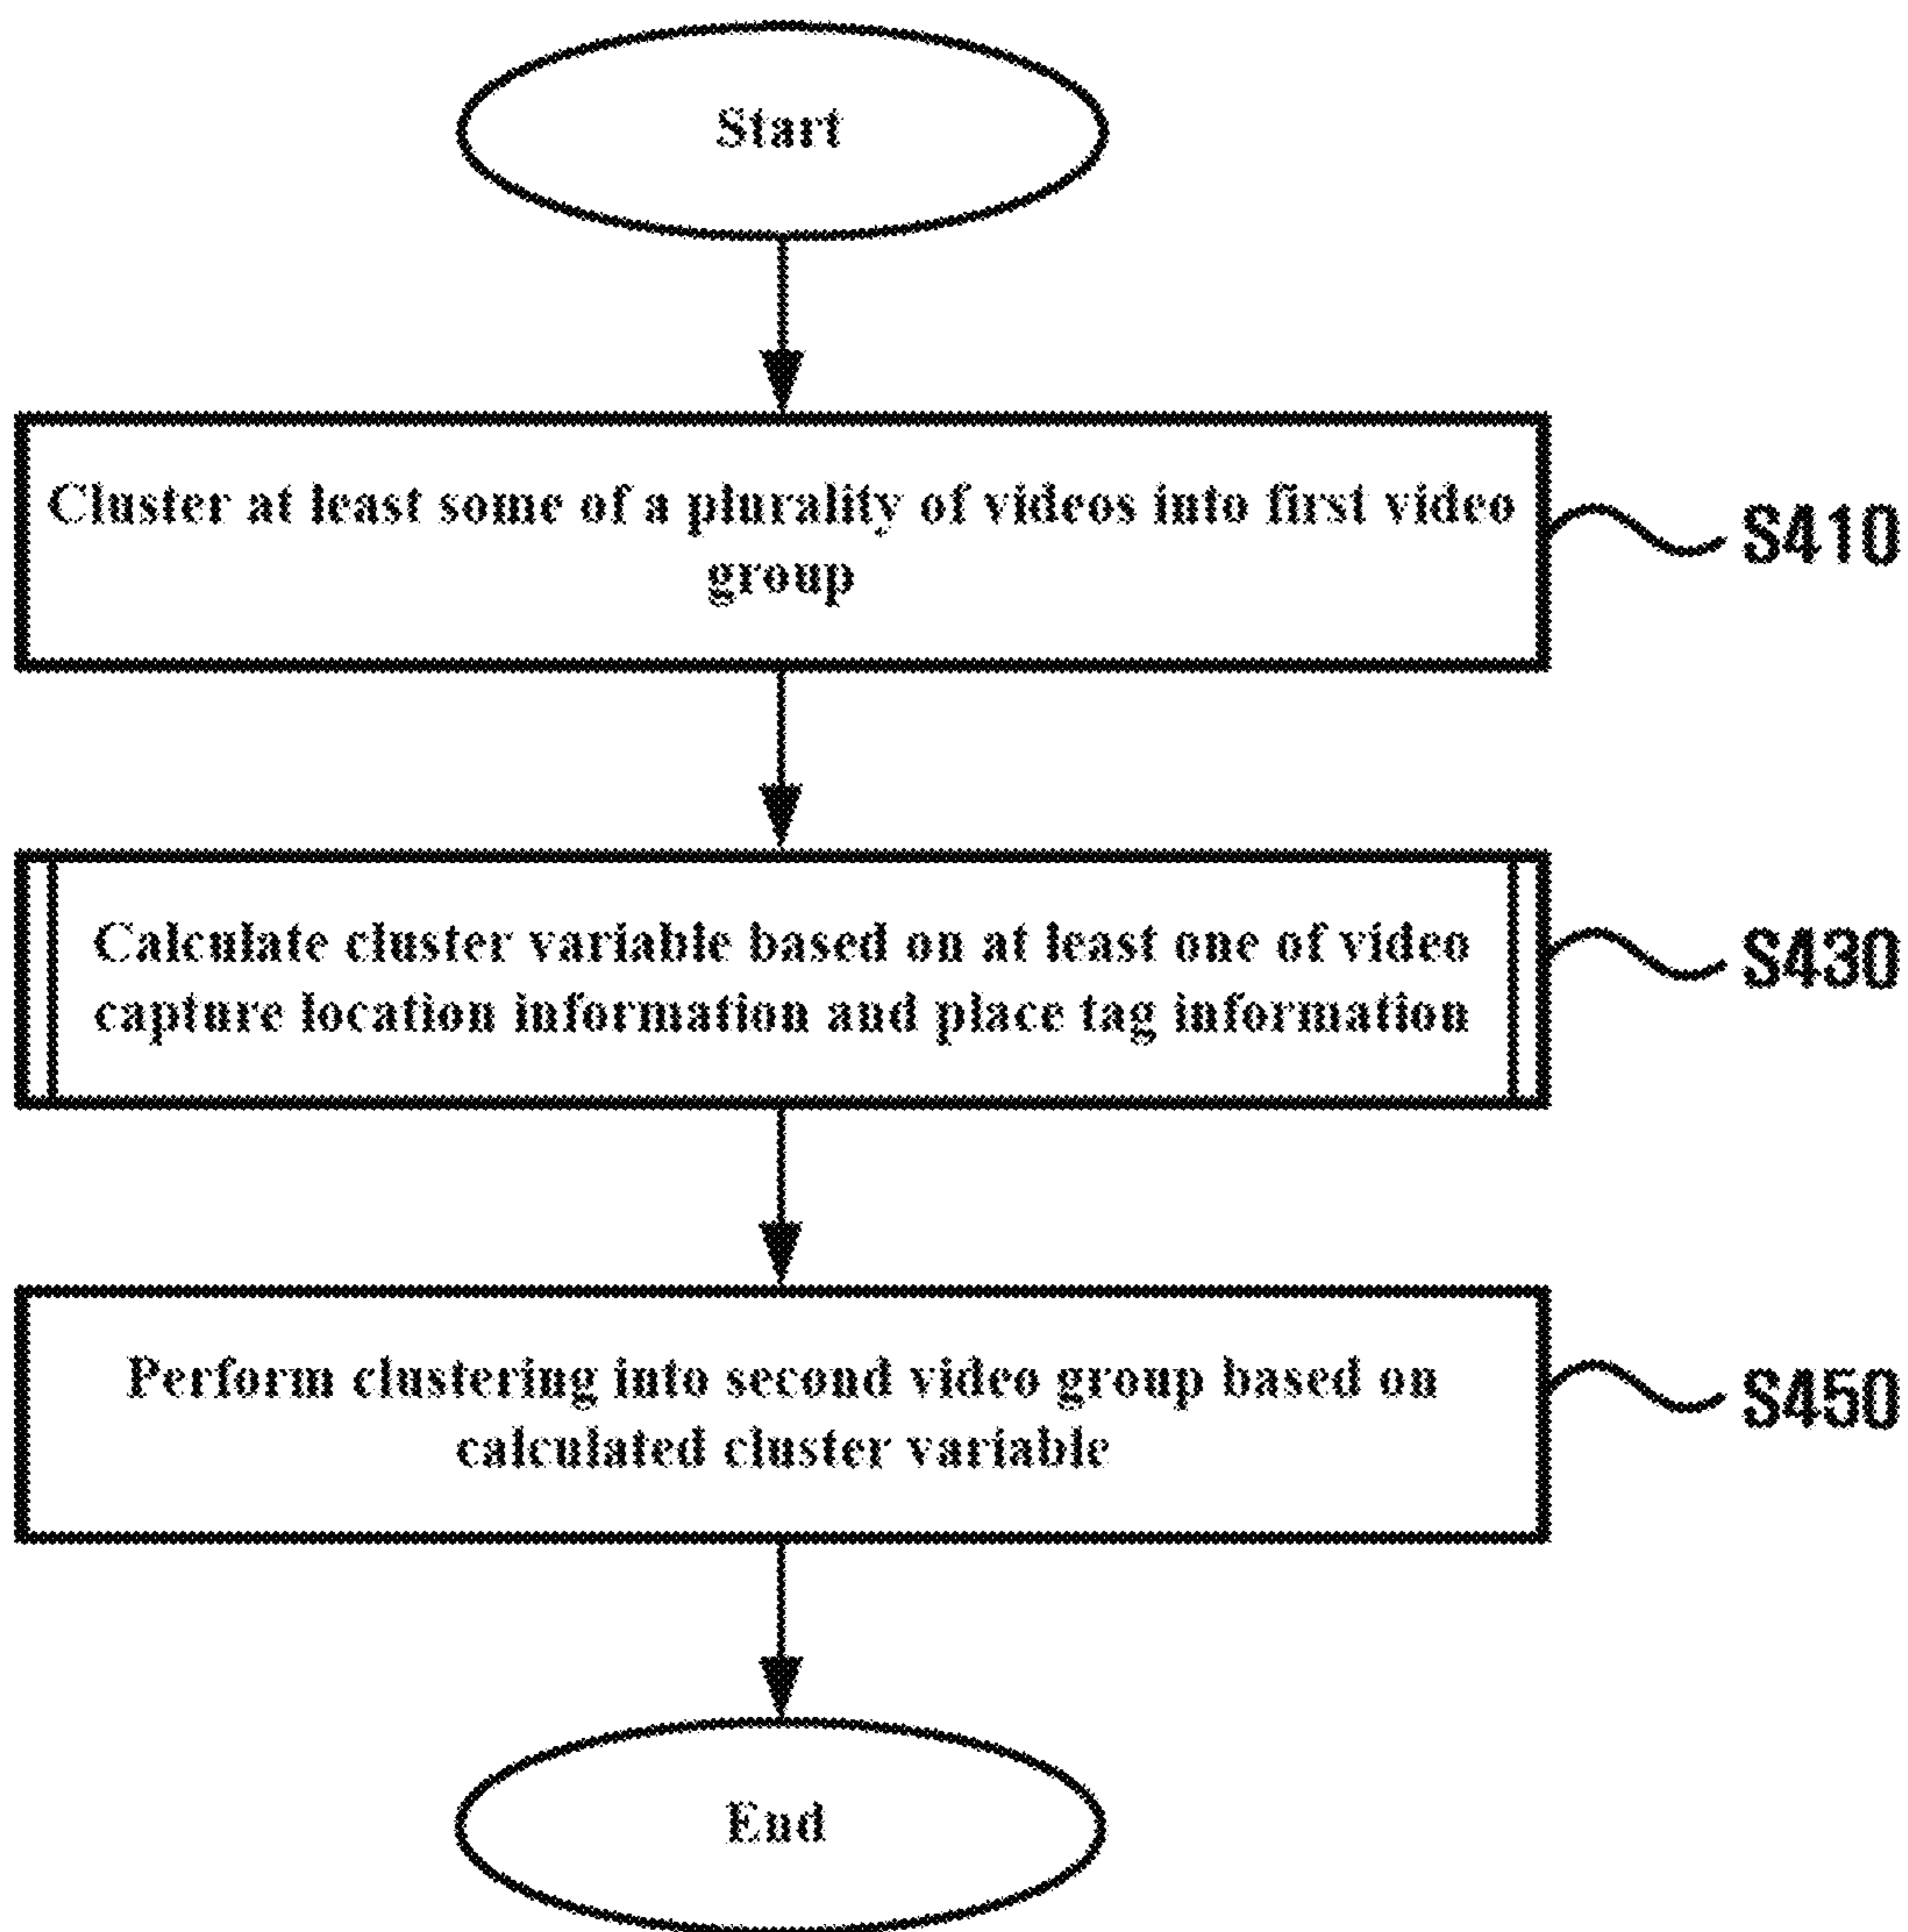 Start
Cluster at least some of a plurality of videos into first video
group
S410
Calculate cluster variable based on at least one of video
capture location information and place tag information
S430
Perform clustering into second video group based on
calculated cluster variable
S450
End